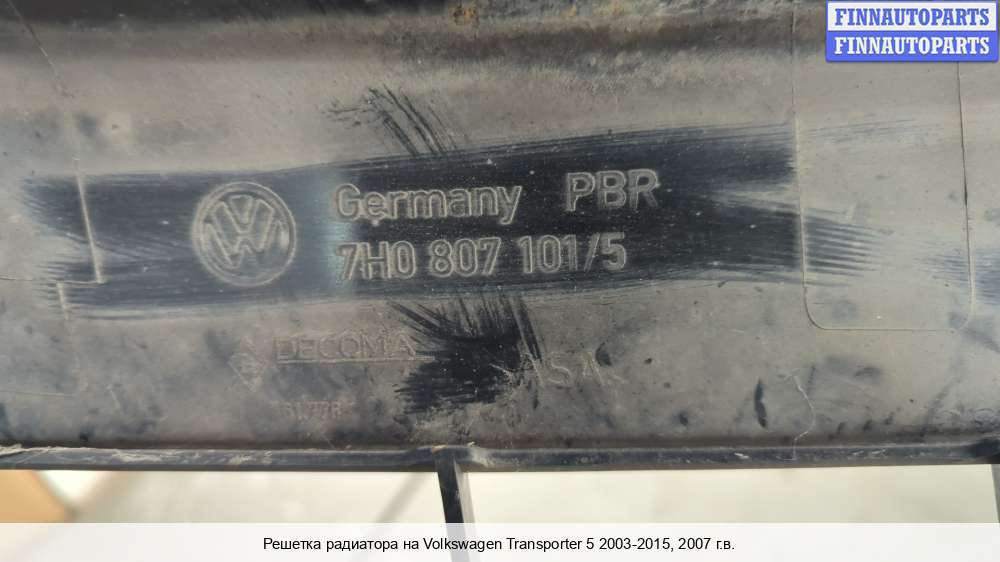 FINNAUTOPARTS
FINNAUTOPARTS
Germany PBR
7H0 807 101/5
DECOMA
Решетка радиатора на Volkswagen Transporter 5 2003-2015, 2007 г.в.